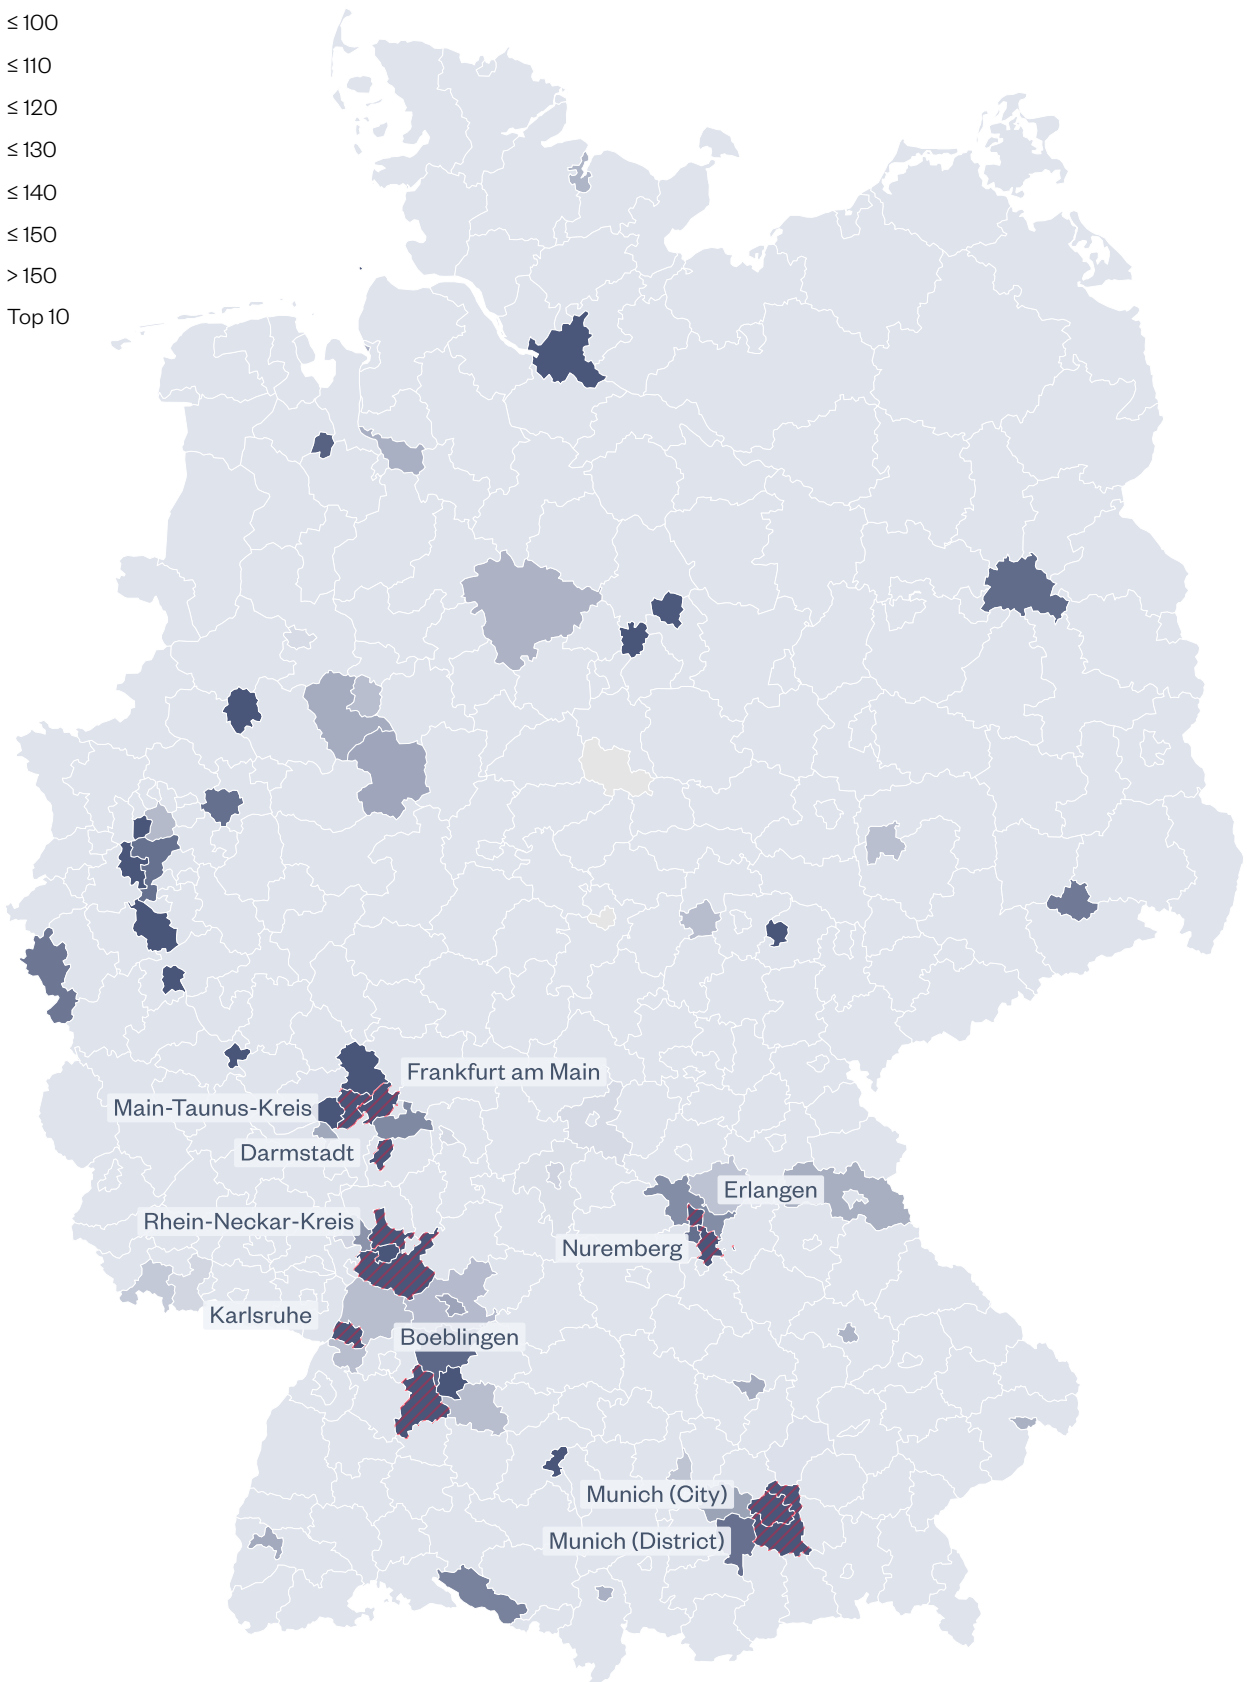 ≤ 100
≤ 110
≤ 120
≤ 130
≤ 140
≤ 150
> 150
Top 10
Frankfurt am Main
Main-Taunus-Kreis
Darmstadt
Erlangen
Rhein-Neckar-Kreis
Nuremberg
Karlsruhe
Boeblingen
Munich (City)
Munich (District)